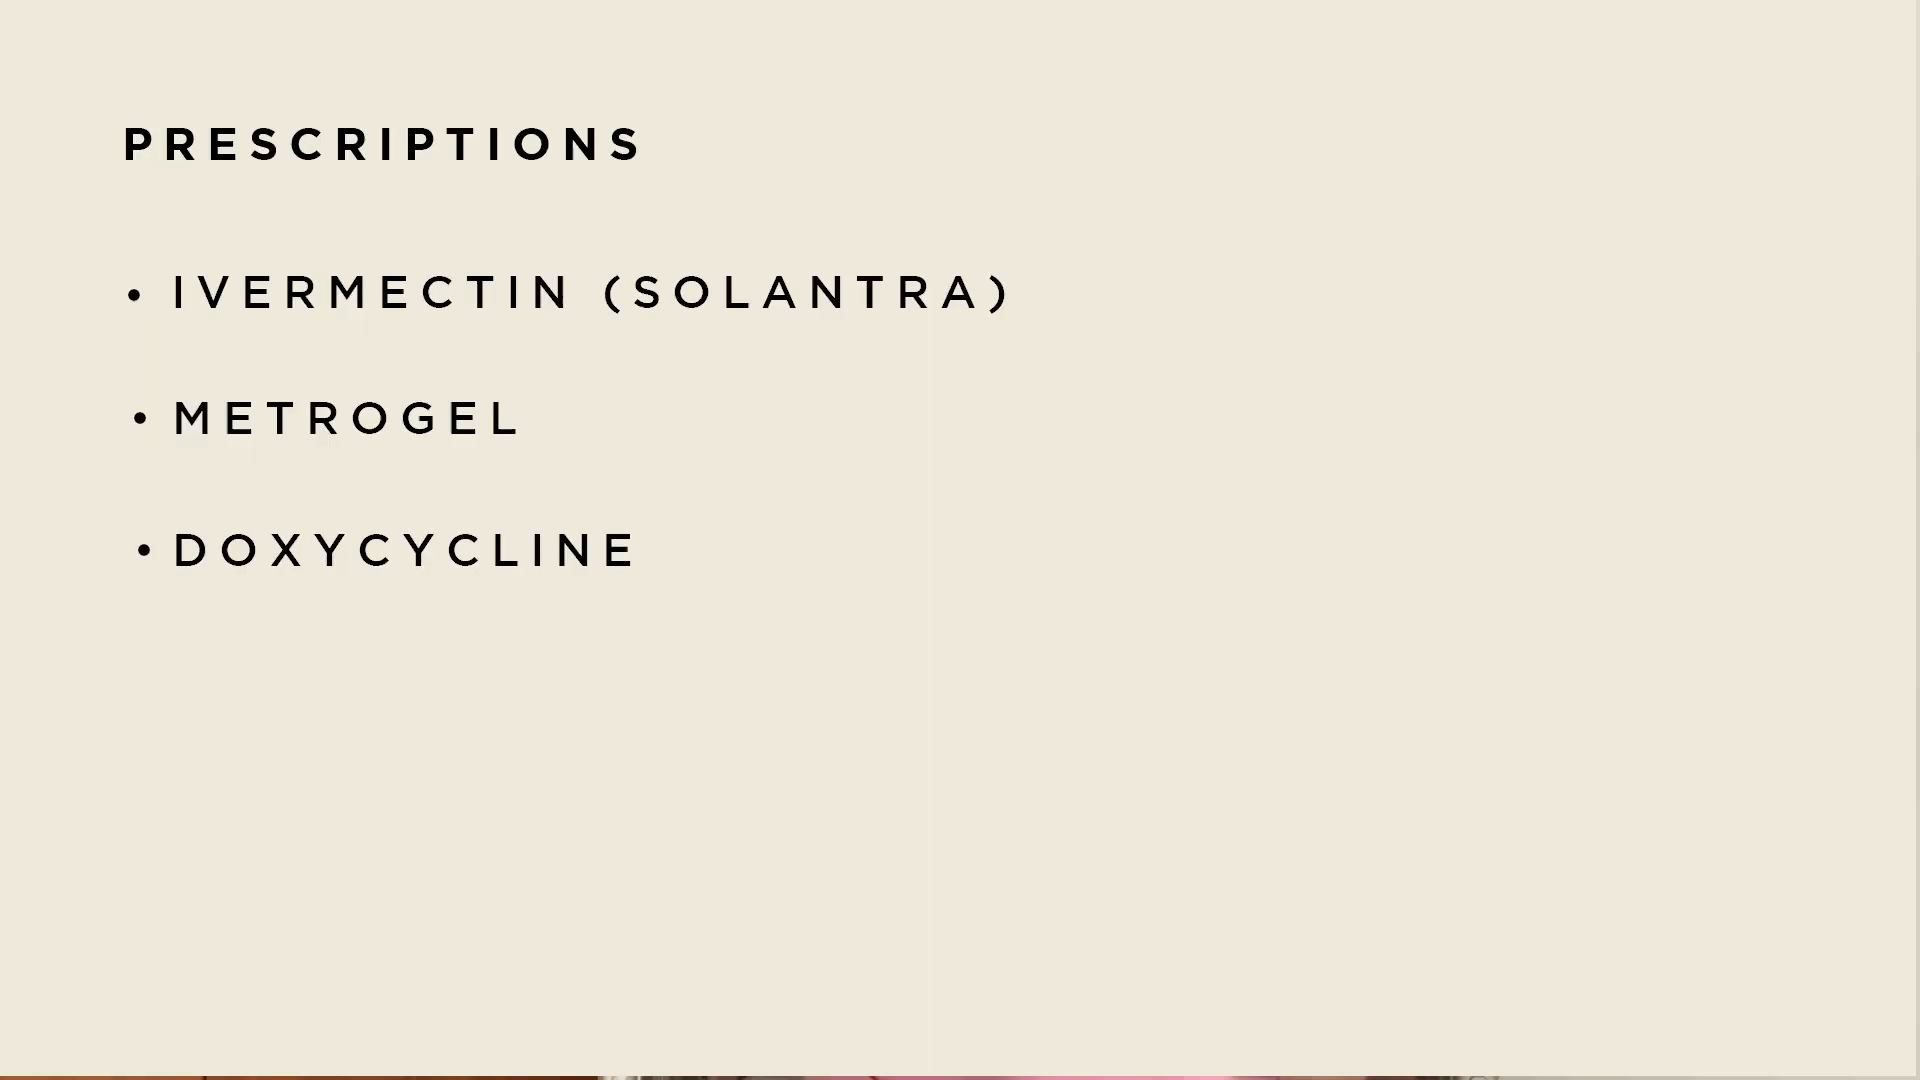 PRESCRIPTIONS
• IVERMECTIN (SOLANTRA)
• METROGEL
• DOXYCYCLINE